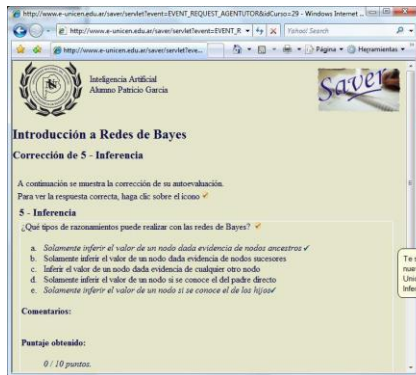 http://www.e-unicen.edu.ar/saver/servlet?event=EVENT_REQUEST_AGENTUTOR&idCurso=29 - Windows Internet ...
http://www.e-unicen.edu.ar/saver/servlet?event=EVENT_R
Yahoo! Search
http://www.e-unicen.edu.ar/saver/servlet/eve...
Página
Herramientas
Inteligencia Artificial
Alumno Patricio Garcia
Saver
Introducción a Redes de Bayes
Corrección de 5 - Inferencia
A continuación se muestra la corrección de su autoevaluación.
Para ver la respuesta correcta, haga clic sobre el icono ✓
5 - Inferencia
¿Qué tipos de razonamientos puede realizar con las redes de Bayes? ✓
a. Solamente inferir el valor de un nodo dada evidencia de nodos ancestros ✓
b. Solamente inferir el valor de un nodo dada evidencia de nodos sucesores
c. Inferir el valor de un nodo dada evidencia de cualquier otro nodo
d. Solamente inferir el valor de un nodo si se conoce el del padre directo
e. Solamente inferir el valor de un nodo si se conoce el de los hijos✓
Te s
nue
Uni
Infe
Comentarios:
Puntaje obtenido:
0 / 10 puntos.